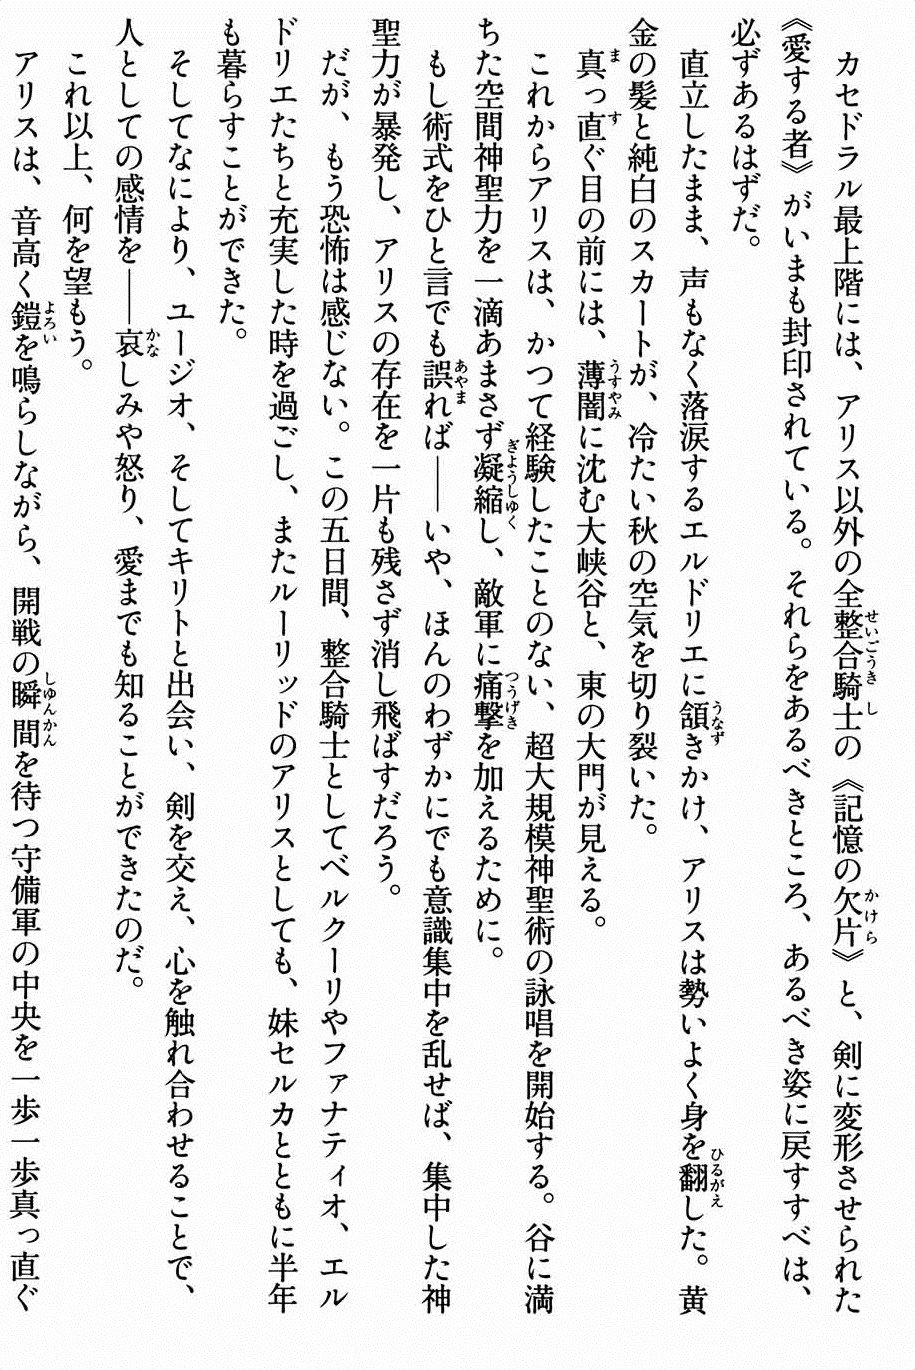 カセドラル最上階には、アリス以外の全整合騎士の《記憶の欠片》と、剣に変形させられた
《愛する者》がいまも封印されている。それらをあるべきところ、あるべき姿に戻すすべは、
必ずあるはずだ。
直立したまま、声もなく落涙するエルドリエに頷きかけ、アリスは勢いよく身を翻した。黄
金の髪と純白のスカートが、冷たい秋の空気を切り裂いた。
真っ直ぐ目の前には、薄闇に沈む大峡谷と、東の大門が見える。
これからアリスは、かつて経験したことのない、超大規模神聖術の詠唱を開始する。谷に満
ちた空間神聖力を一滴あまさず凝縮し、敵軍に痛撃を加えるために。
もし術式をひと言でも誤れば――いや、ほんのわずかにでも意識集中を乱せば、集中した神
聖力が暴発し、アリスの存在を一片も残さず消し飛ばすだろう。
だが、もう恐怖は感じない。この五日間、整合騎士としてベルクーリやファナティオ、エル
ドリエたちと充実した時を過ごし、またルーリッドのアリスとしても、妹セルカとともに半年
も暮らすことができた。
そしてなにより、ユージオ、そしてキリトと出会い、剣を交え、心を触れ合わせることで、
人としての感情を――哀しみや怒り、愛までも知ることができたのだ。
これ以上、何を望もう。
アリスは、音高く鎧を鳴らしながら、開戦の瞬間を待つ守備軍の中央を一歩一歩真っ直ぐ